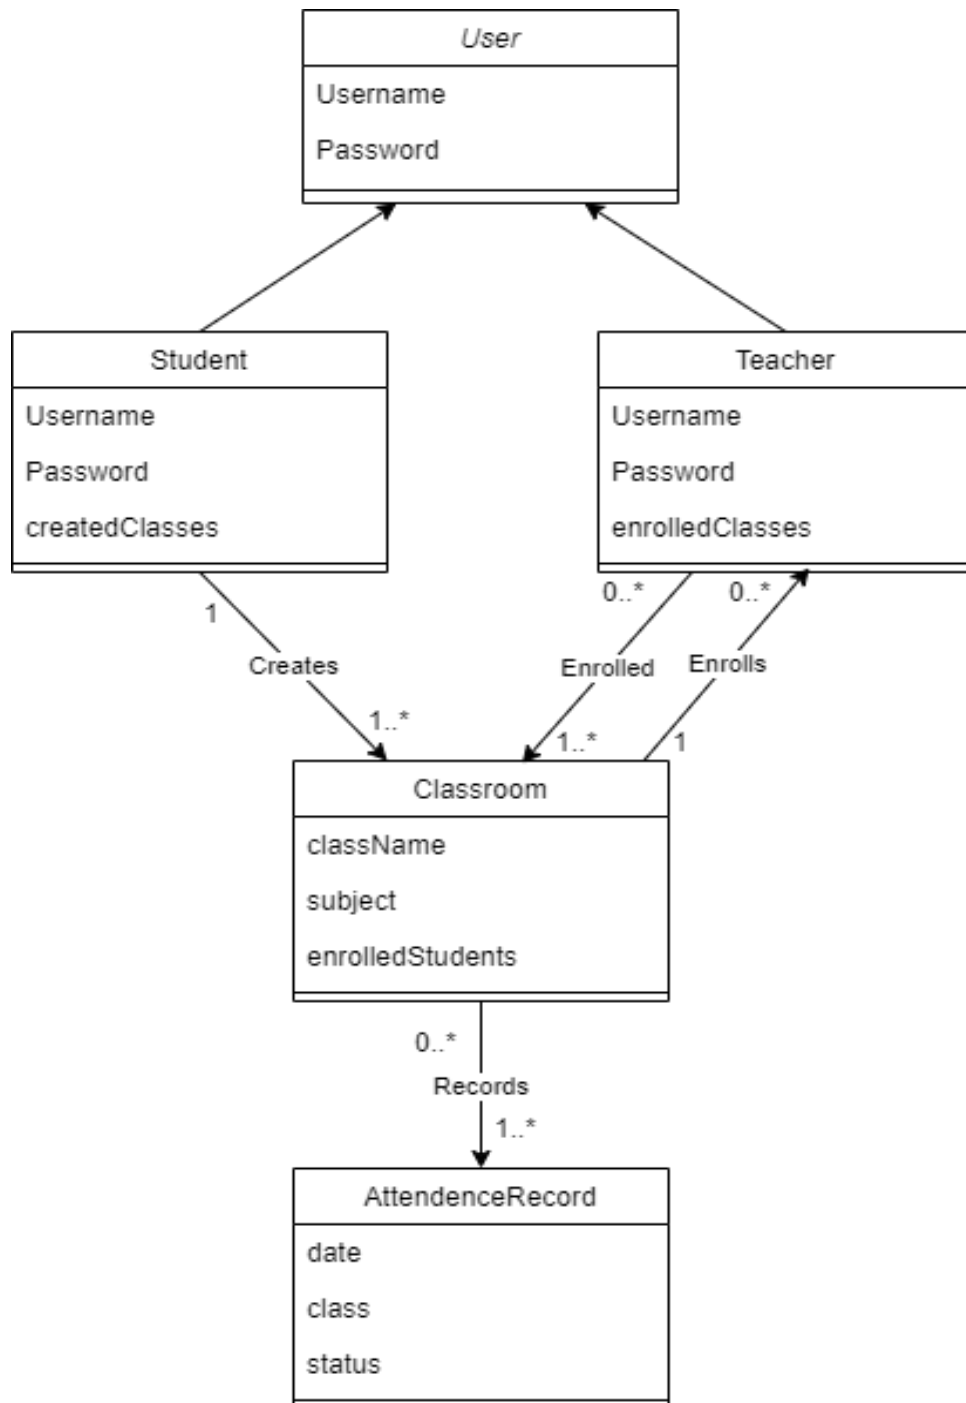 User
Username
Password
Student
Username
Password
createdClasses
Teacher
Username
Password
enrolledClasses
1
Creates
1..*
0..*
Enrolled
1..*
0..*
Enrolls
1
Classroom
className
subject
enrolledStudents
0..*
Records
1..*
AttendenceRecord
date
class
status